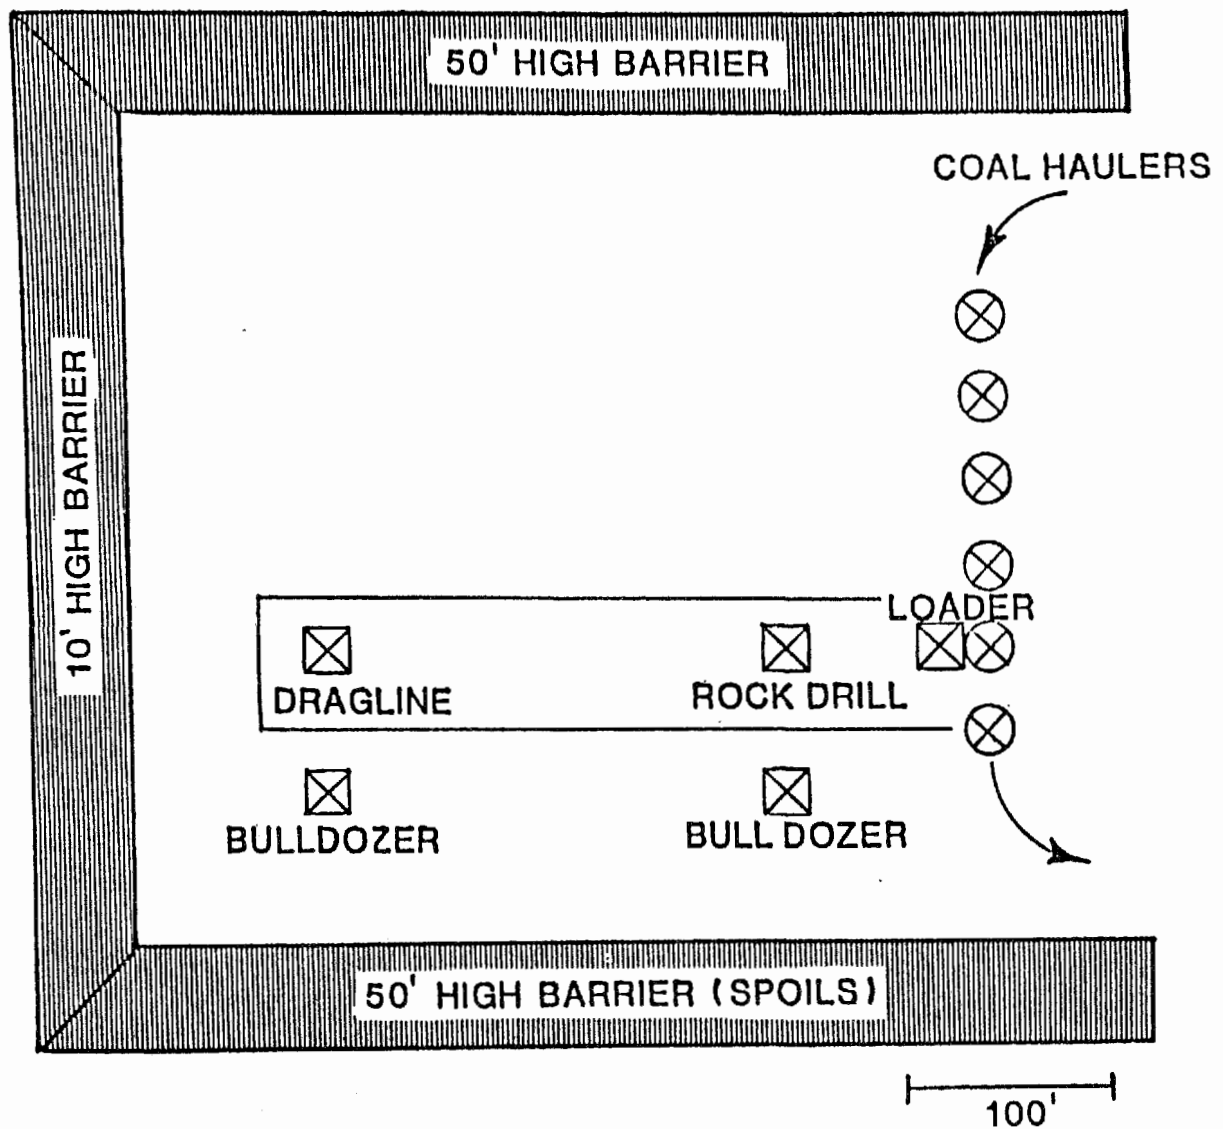 50' HIGH BARRIER
COAL HAULERS
10' HIGH BARRIER
LOADER
DRAGLINE
ROCK DRILL
BULLDOZER
BULL DOZER
50' HIGH BARRIER (SPOILS)
100'